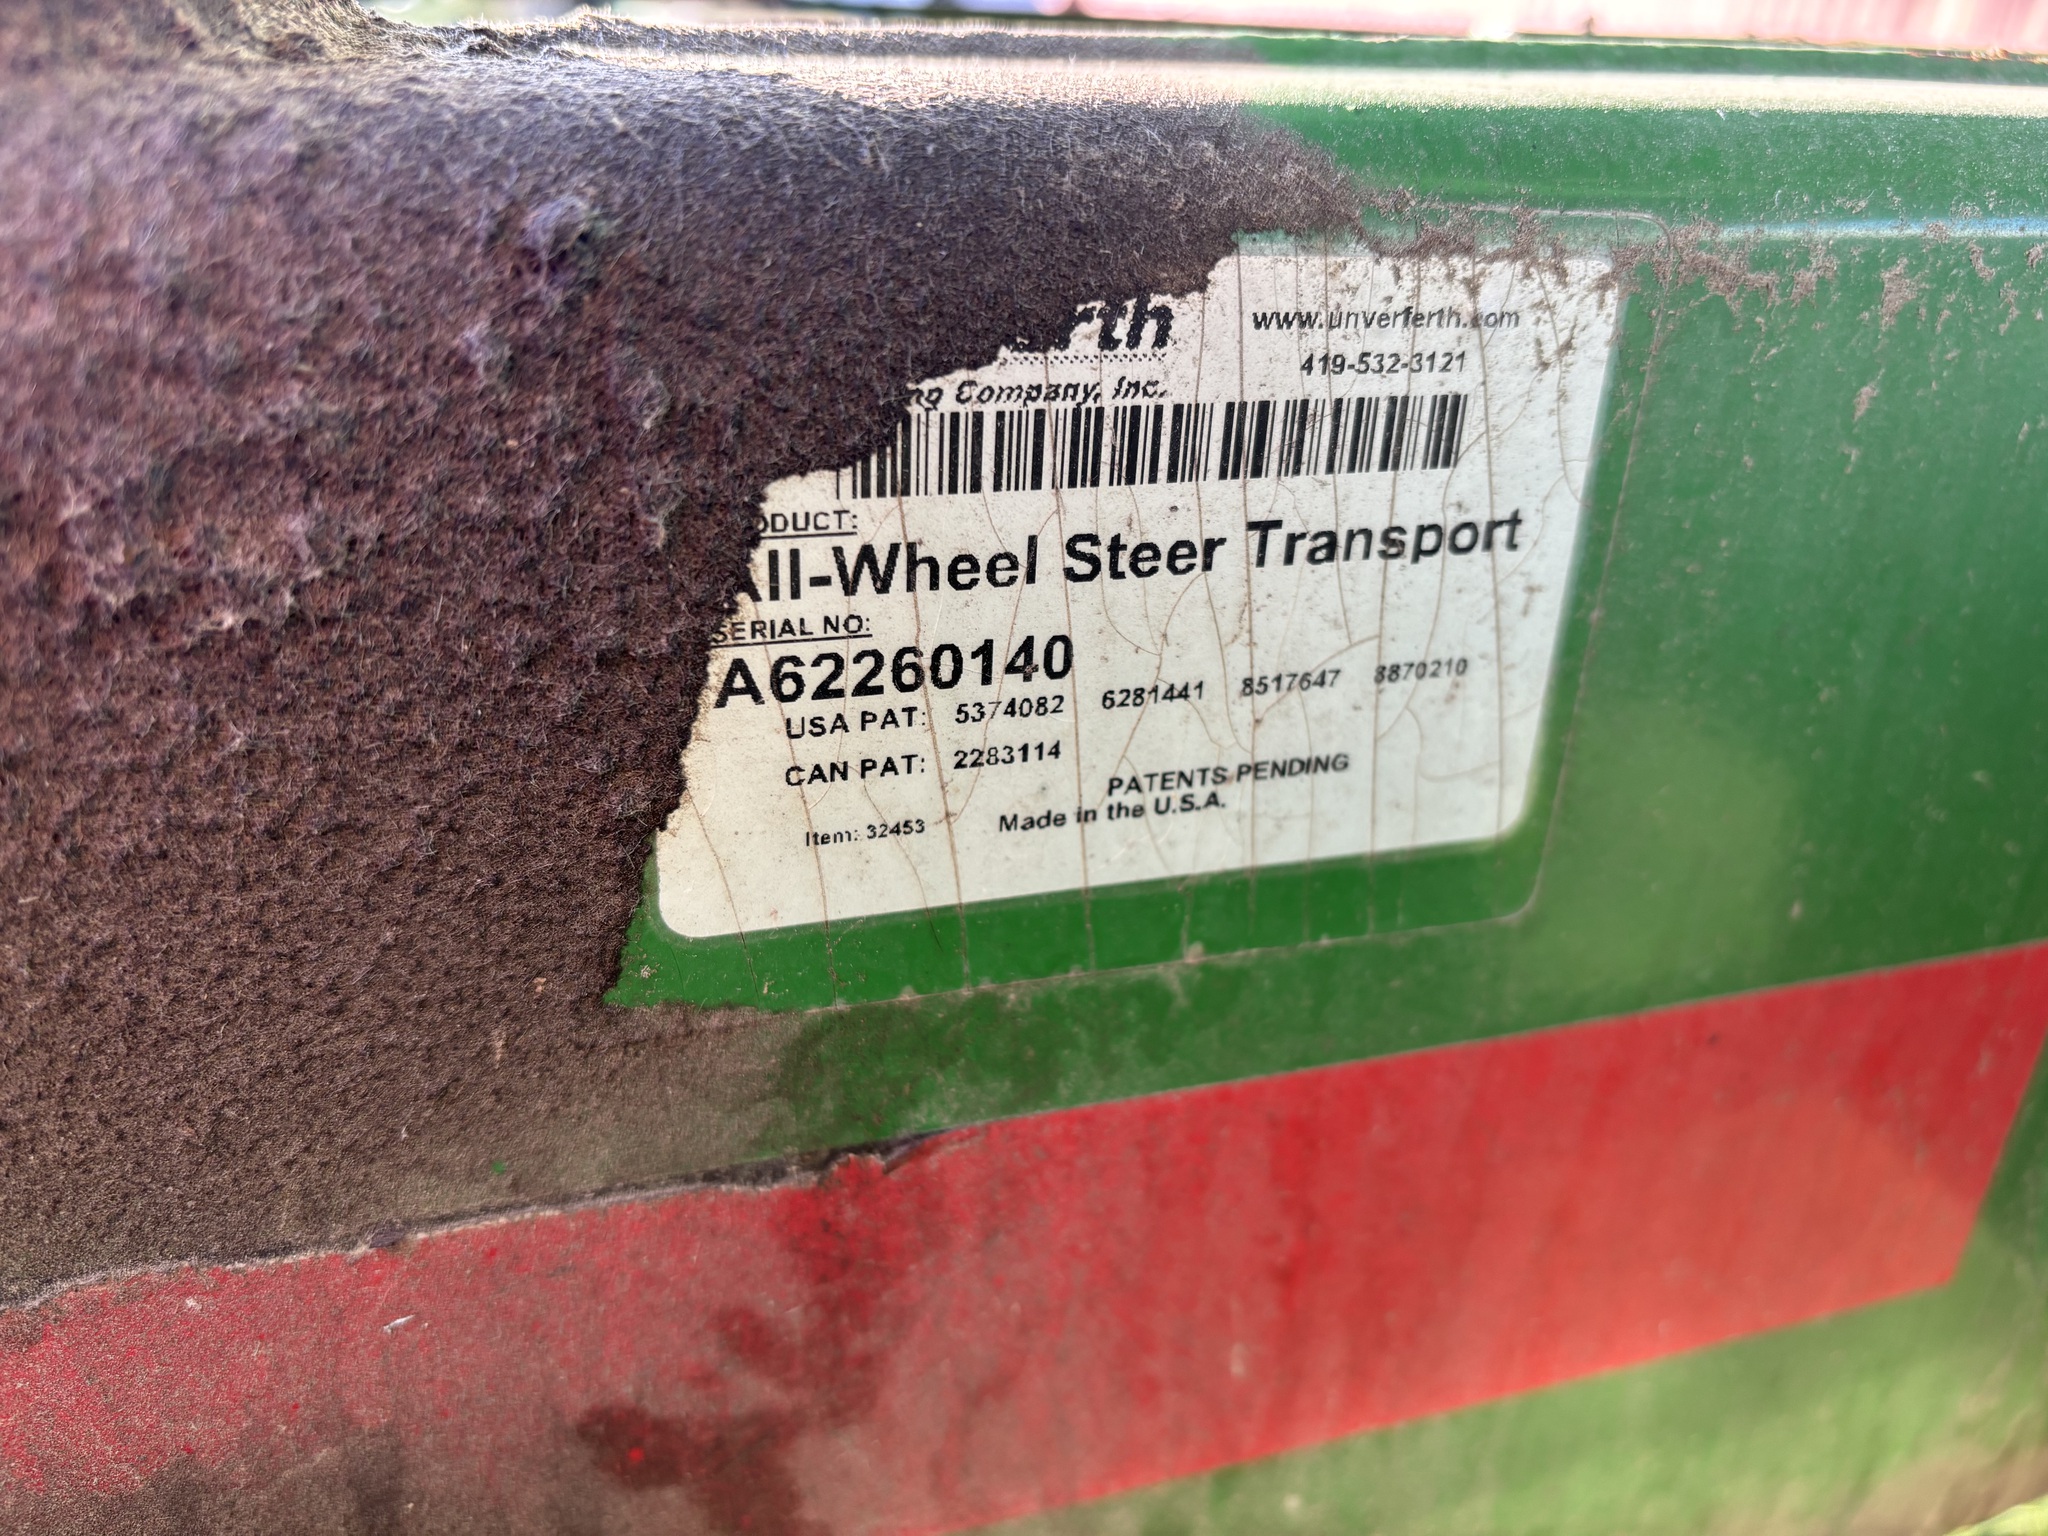 erth
www.unverferth.com
419-532-3121
ng Company, Inc.
ODUCT:
All-Wheel Steer Transport
SERIAL NO:
A62260140
USA PAT: 5374082 6281441 8517647 8870210
CAN PAT: 2283114
PATENTS PENDING
Item: 32453 Made in the U.S.A.